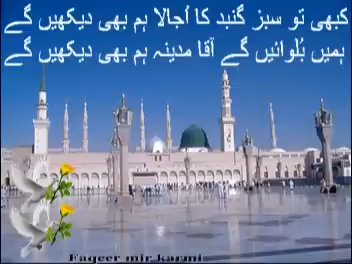 کبھی تو سبز گنبد کا اُجالا ہم بھی دیکھیں گے
ہمیں بُلوائیں گے آقا مدینہ ہم بھی دیکھیں گے
Faqeer mir karmi